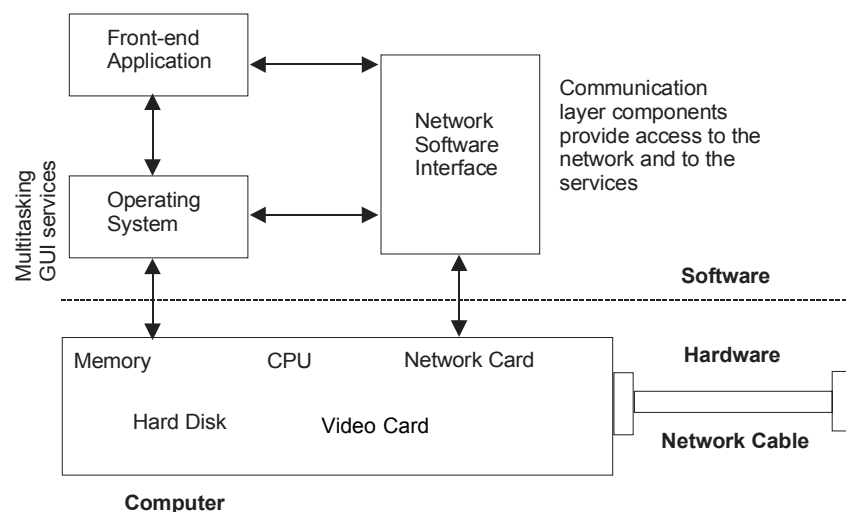 Front-end
Application
Network
Software
Interface
Communication
layer components
provide access to the
network and to the
services
Multitasking
GUI services
Operating
System
Software
Memory
CPU
Network Card
Hardware
Hard Disk
Video Card
Network Cable
Computer